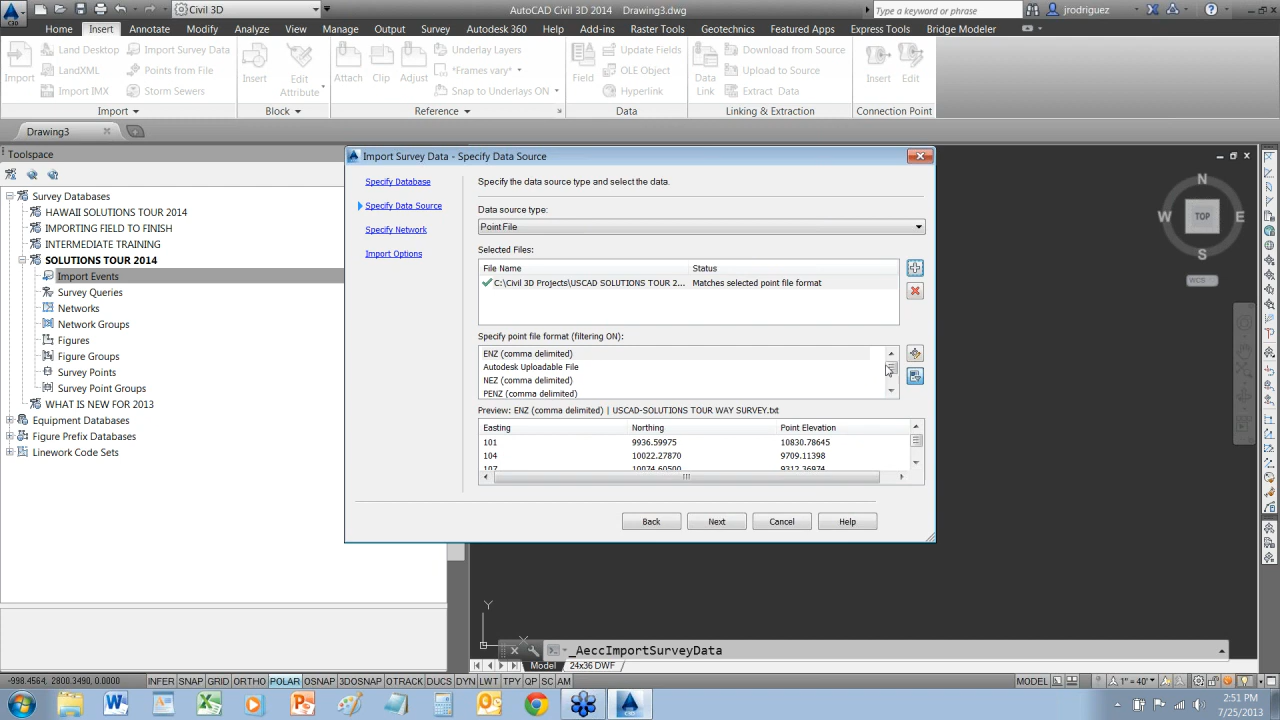 Civil 3D
AutoCAD Civil 3D 2014 Drawing3.dwg
Type a keyword or phrase
jrodriguez
Home Insert Annotate Modify Analyze View Manage Output Survey Autodesk 360 Help Add-ins Raster Tools Geotechnics Featured Apps Express Tools Bridge Modeler
Import
Land Desktop
LandXML
Import IMX
Import Survey Data
Points from File
Storm Sewers
Insert
Edit Attribute
Attach
Clip
Adjust
Underlay Layers
*Frames vary*
Snap to Underlays ON
Field
Update Fields
OLE Object
Hyperlink
Data Link
Download from Source
Upload to Source
Extract Data
Insert
Edit
Import
Block
Reference
Data
Linking & Extraction
Connection Point
Drawing3
Toolspace
Survey Databases
HAWAII SOLUTIONS TOUR 2014
IMPORTING FIELD TO FINISH
INTERMEDIATE TRAINING
SOLUTIONS TOUR 2014
Import Events
Survey Queries
Networks
Network Groups
Figures
Figure Groups
Survey Points
Survey Point Groups
WHAT IS NEW FOR 2013
Equipment Databases
Figure Prefix Databases
Linework Code Sets
Import Survey Data - Specify Data Source
Specify Database
Specify Data Source
Specify Network
Import Options
Specify the data source type and select the data.
Data source type:
Point File
Selected Files:
File Name Status
C:\Civil 3D Projects\USCAD SOLUTIONS TOUR 2... Matches selected point file format
Specify point file format (filtering ON):
ENZ (comma delimited)
Autodesk Uploadable File
NEZ (comma delimited)
PENZ (comma delimited)
Preview: ENZ (comma delimited) | USCAD-SOLUTIONS TOUR WAY SURVEY.txt
Easting Northing Point Elevation
101 9936.59975 10830.78645
104 10022.27870 9709.11398
107 10074.60500 9312.36974
Back Next Cancel Help
N
W TOP E
S
WCS
Y
X
_AeccImportSurveyData
Model 24x36 DWF
-998.4564, 2800.3490, 0.0000 INFER SNAP GRID ORTHO POLAR OSNAP 3DOSNAP OTRACK DUCS DYN LWT TPY QP SC AM MODEL 1" = 40'
2:51 PM
7/25/2013